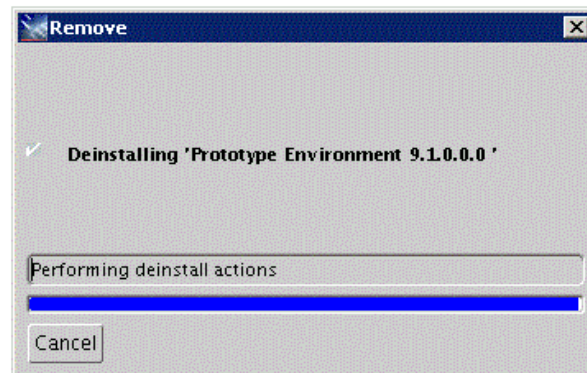 Remove
Deinstalling 'Prototype Environment 9.1.0.0.0 '
Performing deinstall actions
Cancel